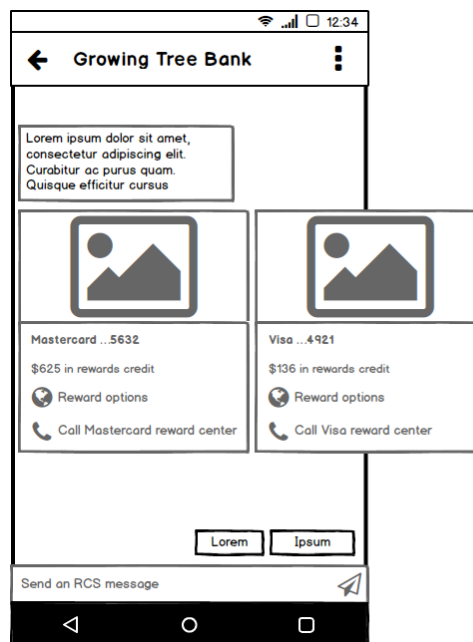 12:34
Growing Tree Bank
Lorem ipsum dolor sit amet,
consectetur adipiscing elit.
Curabitur ac purus quam.
Quisque efficitur cursus
Mastercard ...5632
$625 in rewards credit
Reward options
Call Mastercard reward center
Visa ...4921
$136 in rewards credit
Reward options
Call Visa reward center
Lorem
Ipsum
Send an RCS message